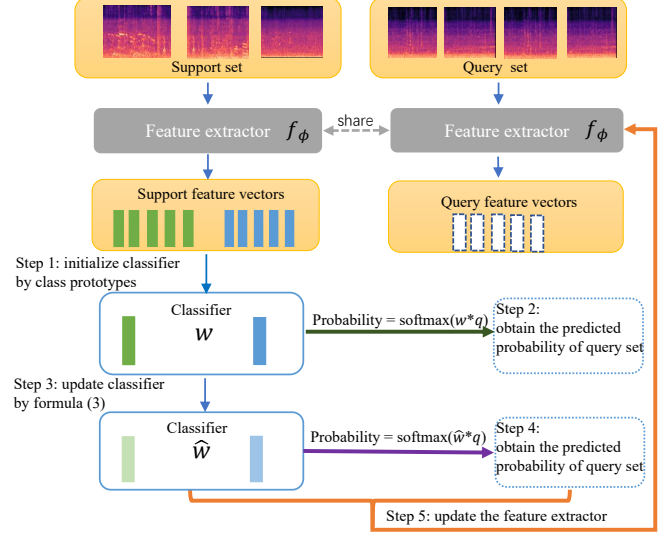 Support set
Query set
Feature extractor fϕ
share
Feature extractor fϕ
Support feature vectors
Query feature vectors
Step 1: initialize classifier
by class prototypes
Classifier
w
Probability = softmax(w*q)
Step 2:
obtain the predicted
probability of query set
Step 3: update classifier
by formula (3)
Classifier
ŵ
Probability = softmax(ŵ*q)
Step 4:
obtain the predicted
probability of query set
Step 5: update the feature extractor